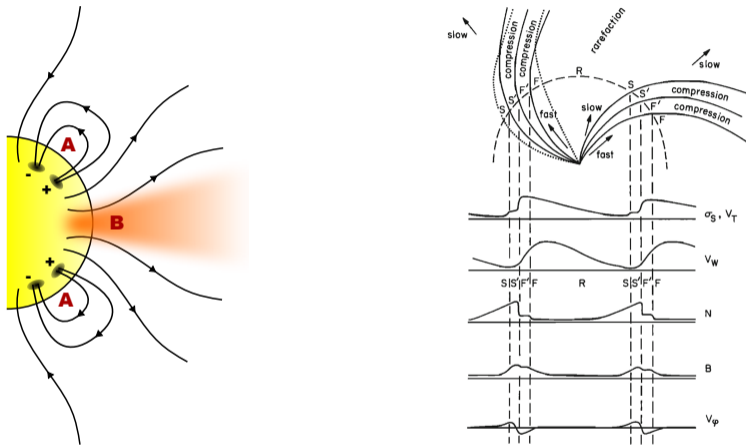 A
-
+
B
+
-
A
slow
compression
compression
rarefaction
slow
R
F
F'
S'
S
fast
slow
fast
S
S'
F'
F
compression
compression
σS, VT
VW
S S' F' F R S S' F' F
N
B
Vφ